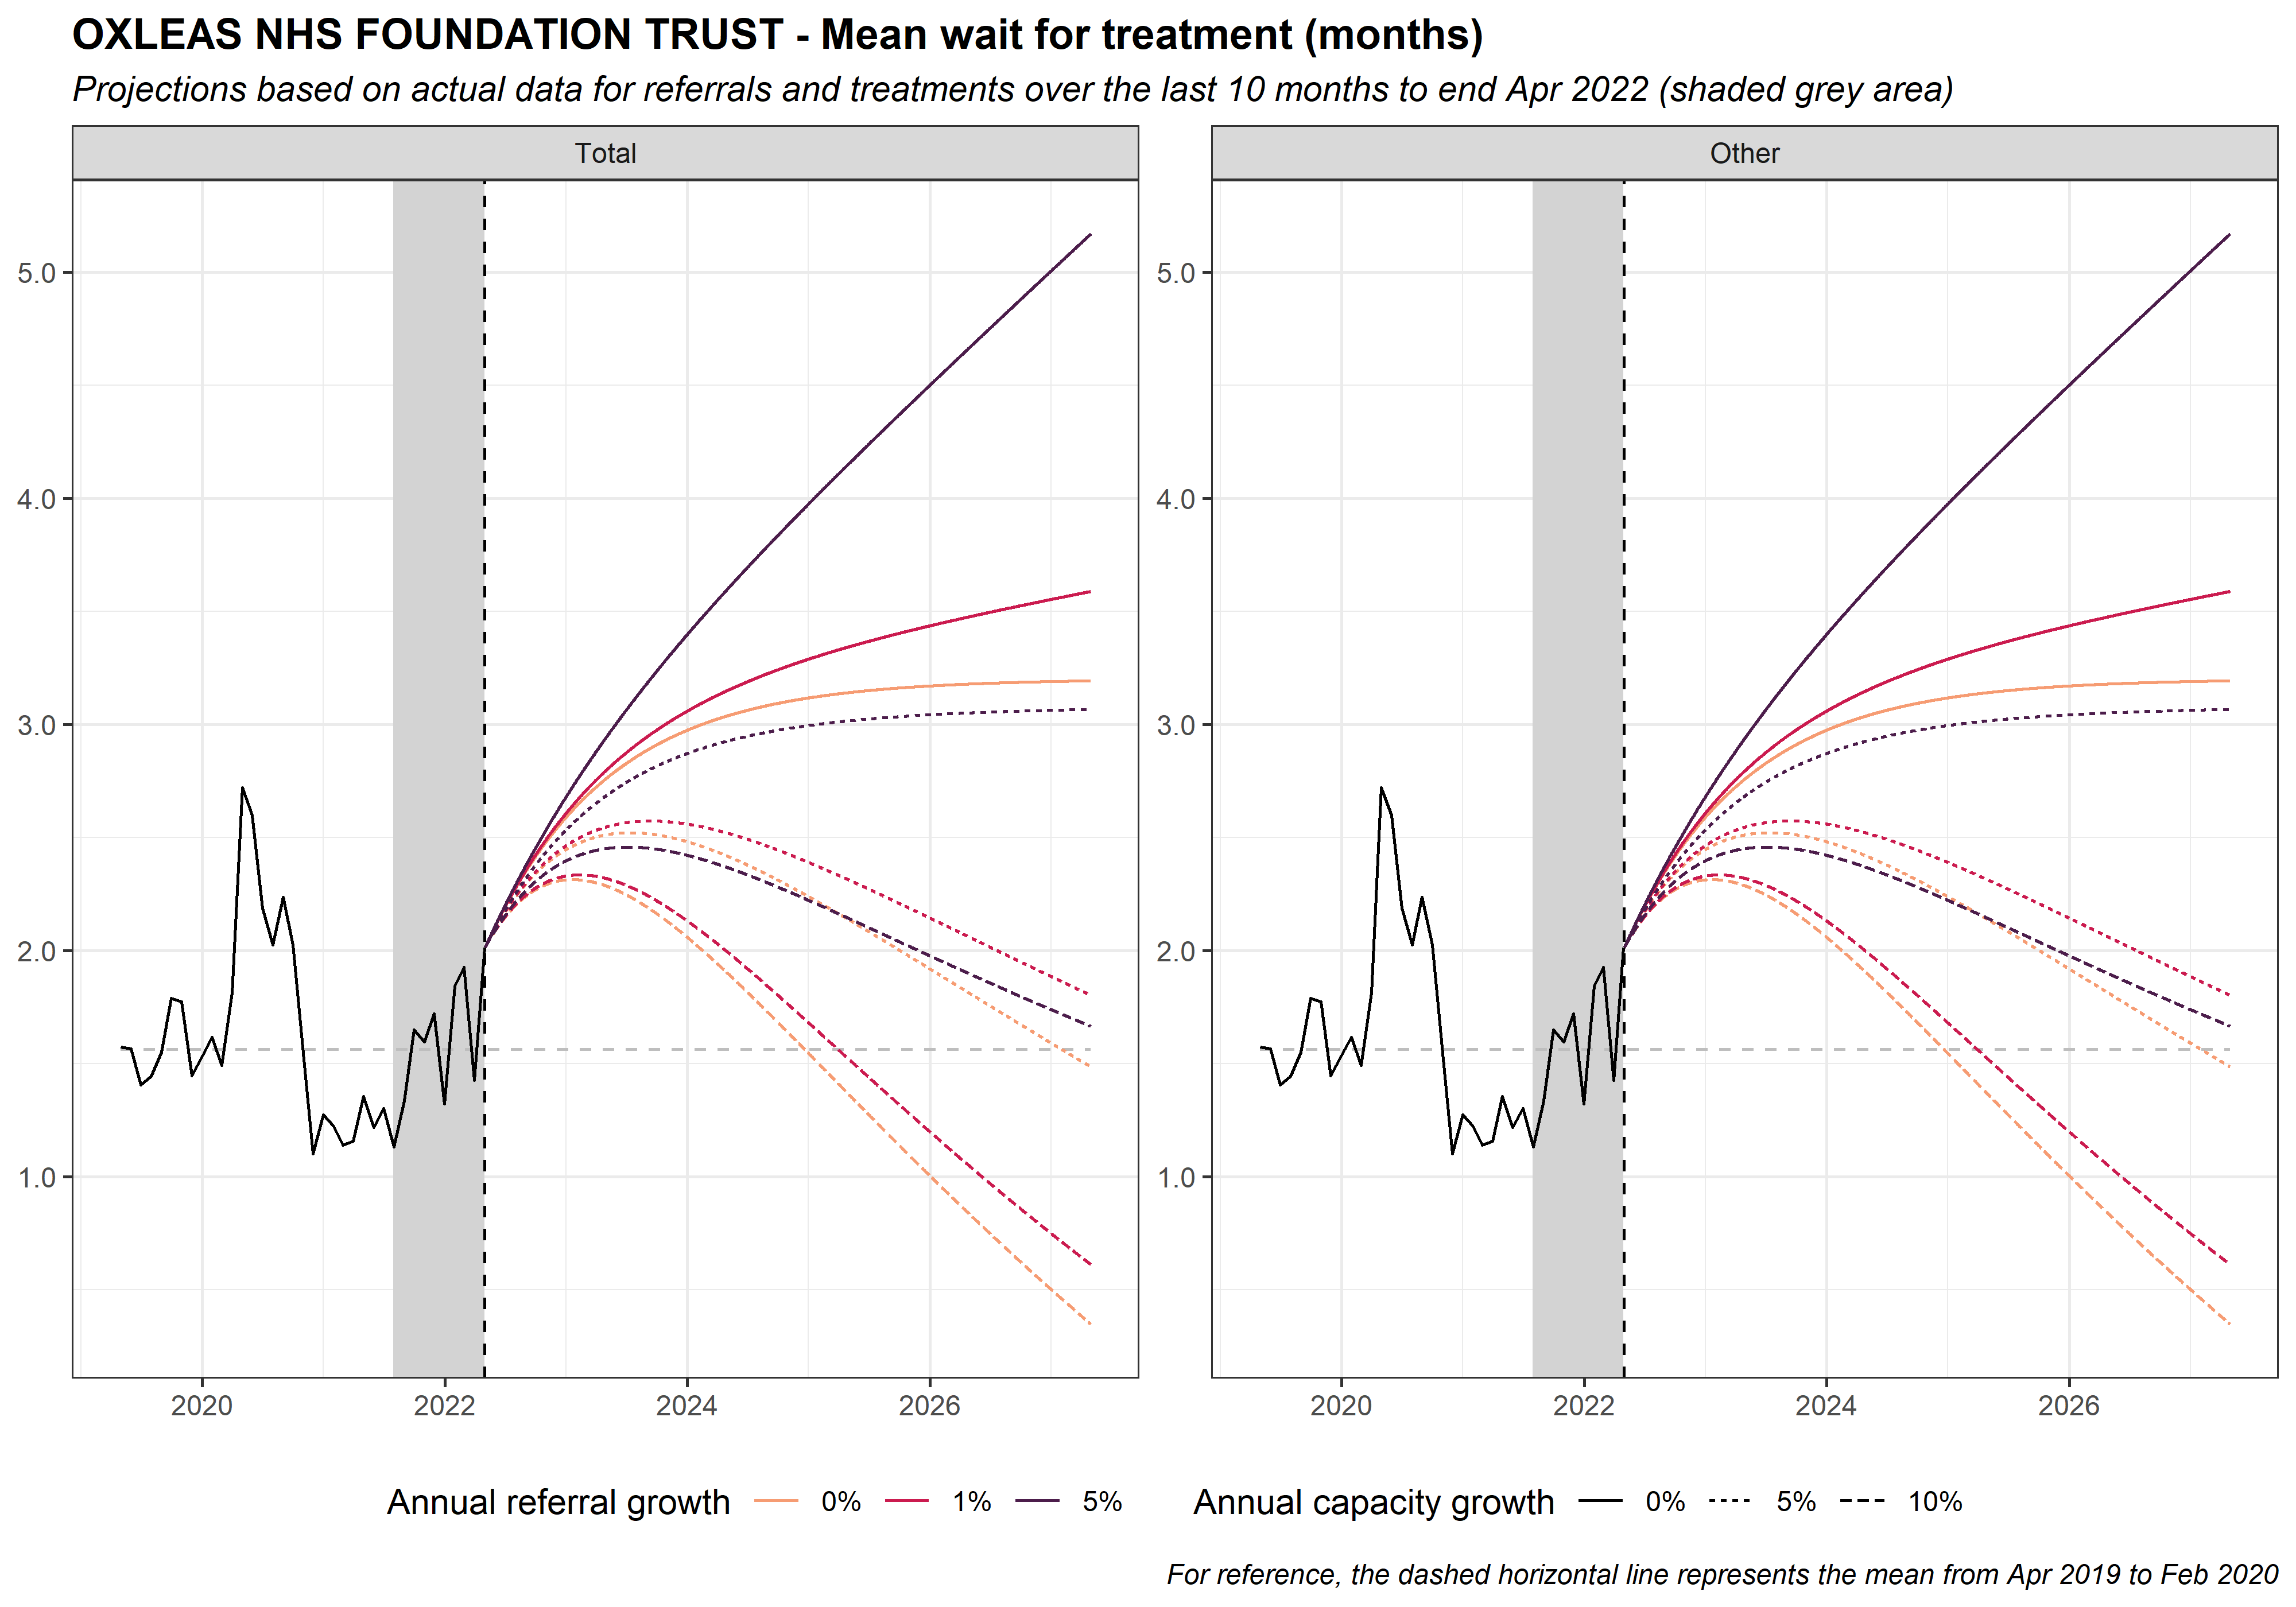 OXLEAS NHS FOUNDATION TRUST - Mean wait for treatment (months)
Projections based on actual data for referrals and treatments over the last 10 months to end Apr 2022 (shaded grey area)
Total
Other
5.0
4.0
3.0
2.0
1.0
5.0
4.0
3.0
2.0
1.0
2020 2022 2024 2026
2020 2022 2024 2026
Annual referral growth 0% 1% 5%
Annual capacity growth 0% 5% 10%
For reference, the dashed horizontal line represents the mean from Apr 2019 to Feb 2020